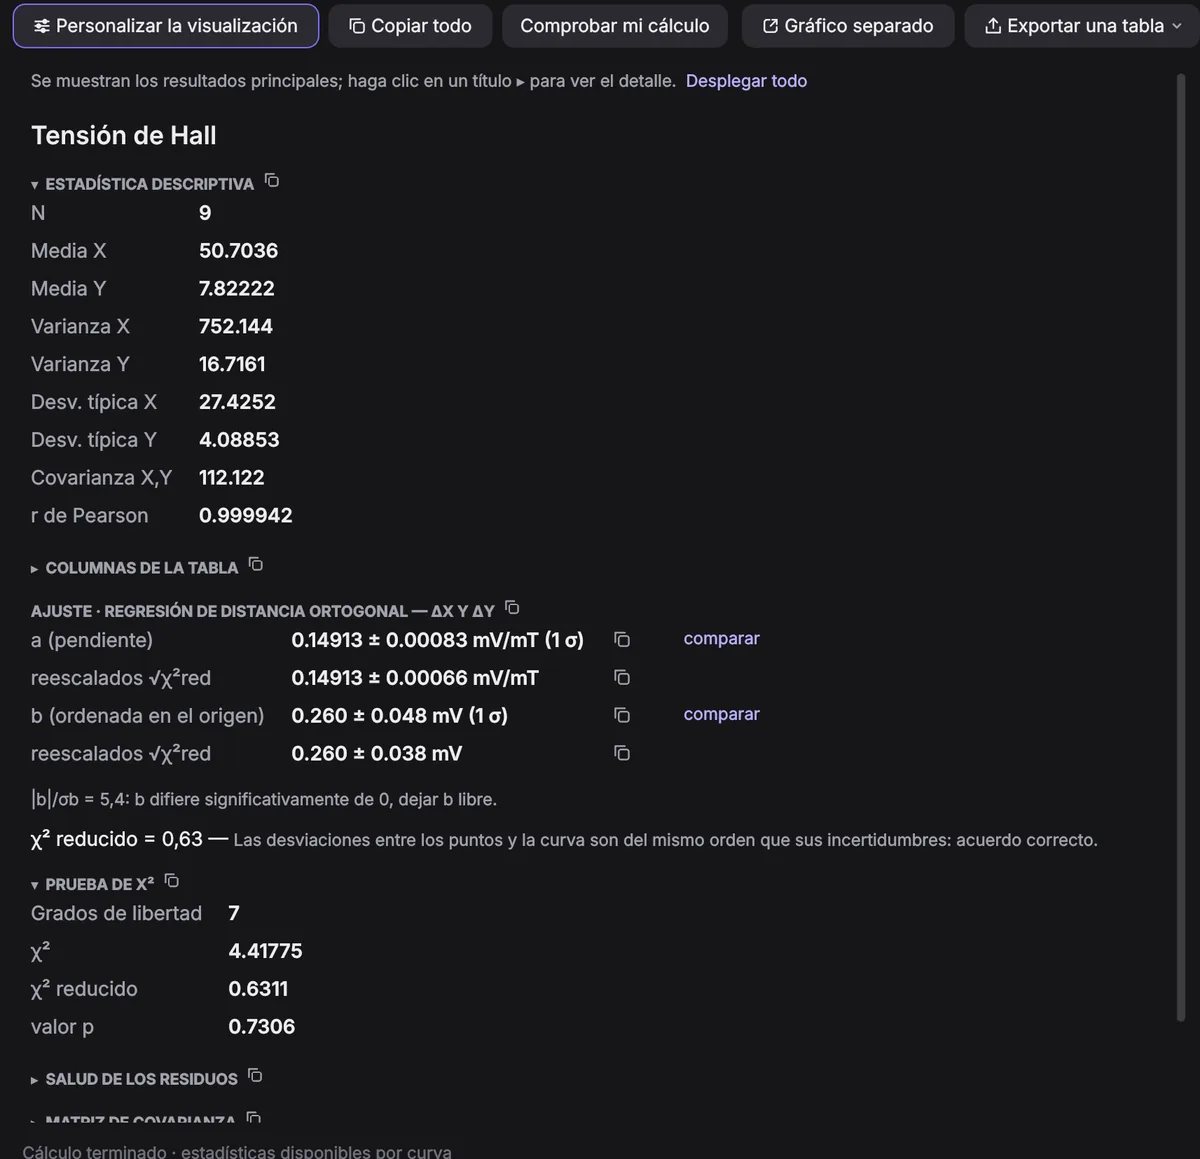 Personalizar la visualización Copiar todo Comprobar mi cálculo Gráfico separado Exportar una tabla
Se muestran los resultados principales; haga clic en un título ▸ para ver el detalle. Desplegar todo
Tensión de Hall
▾ ESTADÍSTICA DESCRIPTIVA
N 9
Media X 50.7036
Media Y 7.82222
Varianza X 752.144
Varianza Y 16.7161
Desv. típica X 27.4252
Desv. típica Y 4.08853
Covarianza X,Y 112.122
r de Pearson 0.999942
▸ COLUMNAS DE LA TABLA
AJUSTE · REGRESIÓN DE DISTANCIA ORTOGONAL — ΔX Y ΔY
a (pendiente) 0.14913 ± 0.00083 mV/mT (1 σ) comparar
reescalados √χ²red 0.14913 ± 0.00066 mV/mT
b (ordenada en el origen) 0.260 ± 0.048 mV (1 σ) comparar
reescalados √χ²red 0.260 ± 0.038 mV
|b|/σb = 5,4: b difiere significativamente de 0, dejar b libre.
χ² reducido = 0,63 — Las desviaciones entre los puntos y la curva son del mismo orden que sus incertidumbres: acuerdo correcto.
▾ PRUEBA DE Χ²
Grados de libertad 7
χ² 4.41775
χ² reducido 0.6311
valor p 0.7306
▸ SALUD DE LOS RESIDUOS
▸ MATRIZ DE COVARIANZA
Cálculo terminado · estadísticas disponibles por curva